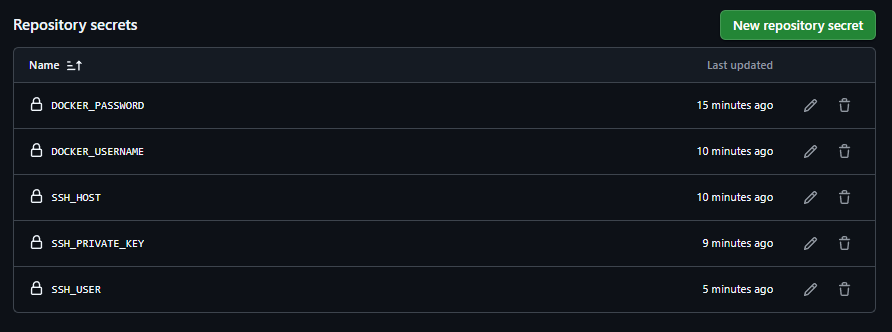 Repository secrets
New repository secret
Name
Last updated
DOCKER_PASSWORD
15 minutes ago
DOCKER_USERNAME
10 minutes ago
SSH_HOST
10 minutes ago
SSH_PRIVATE_KEY
9 minutes ago
SSH_USER
5 minutes ago